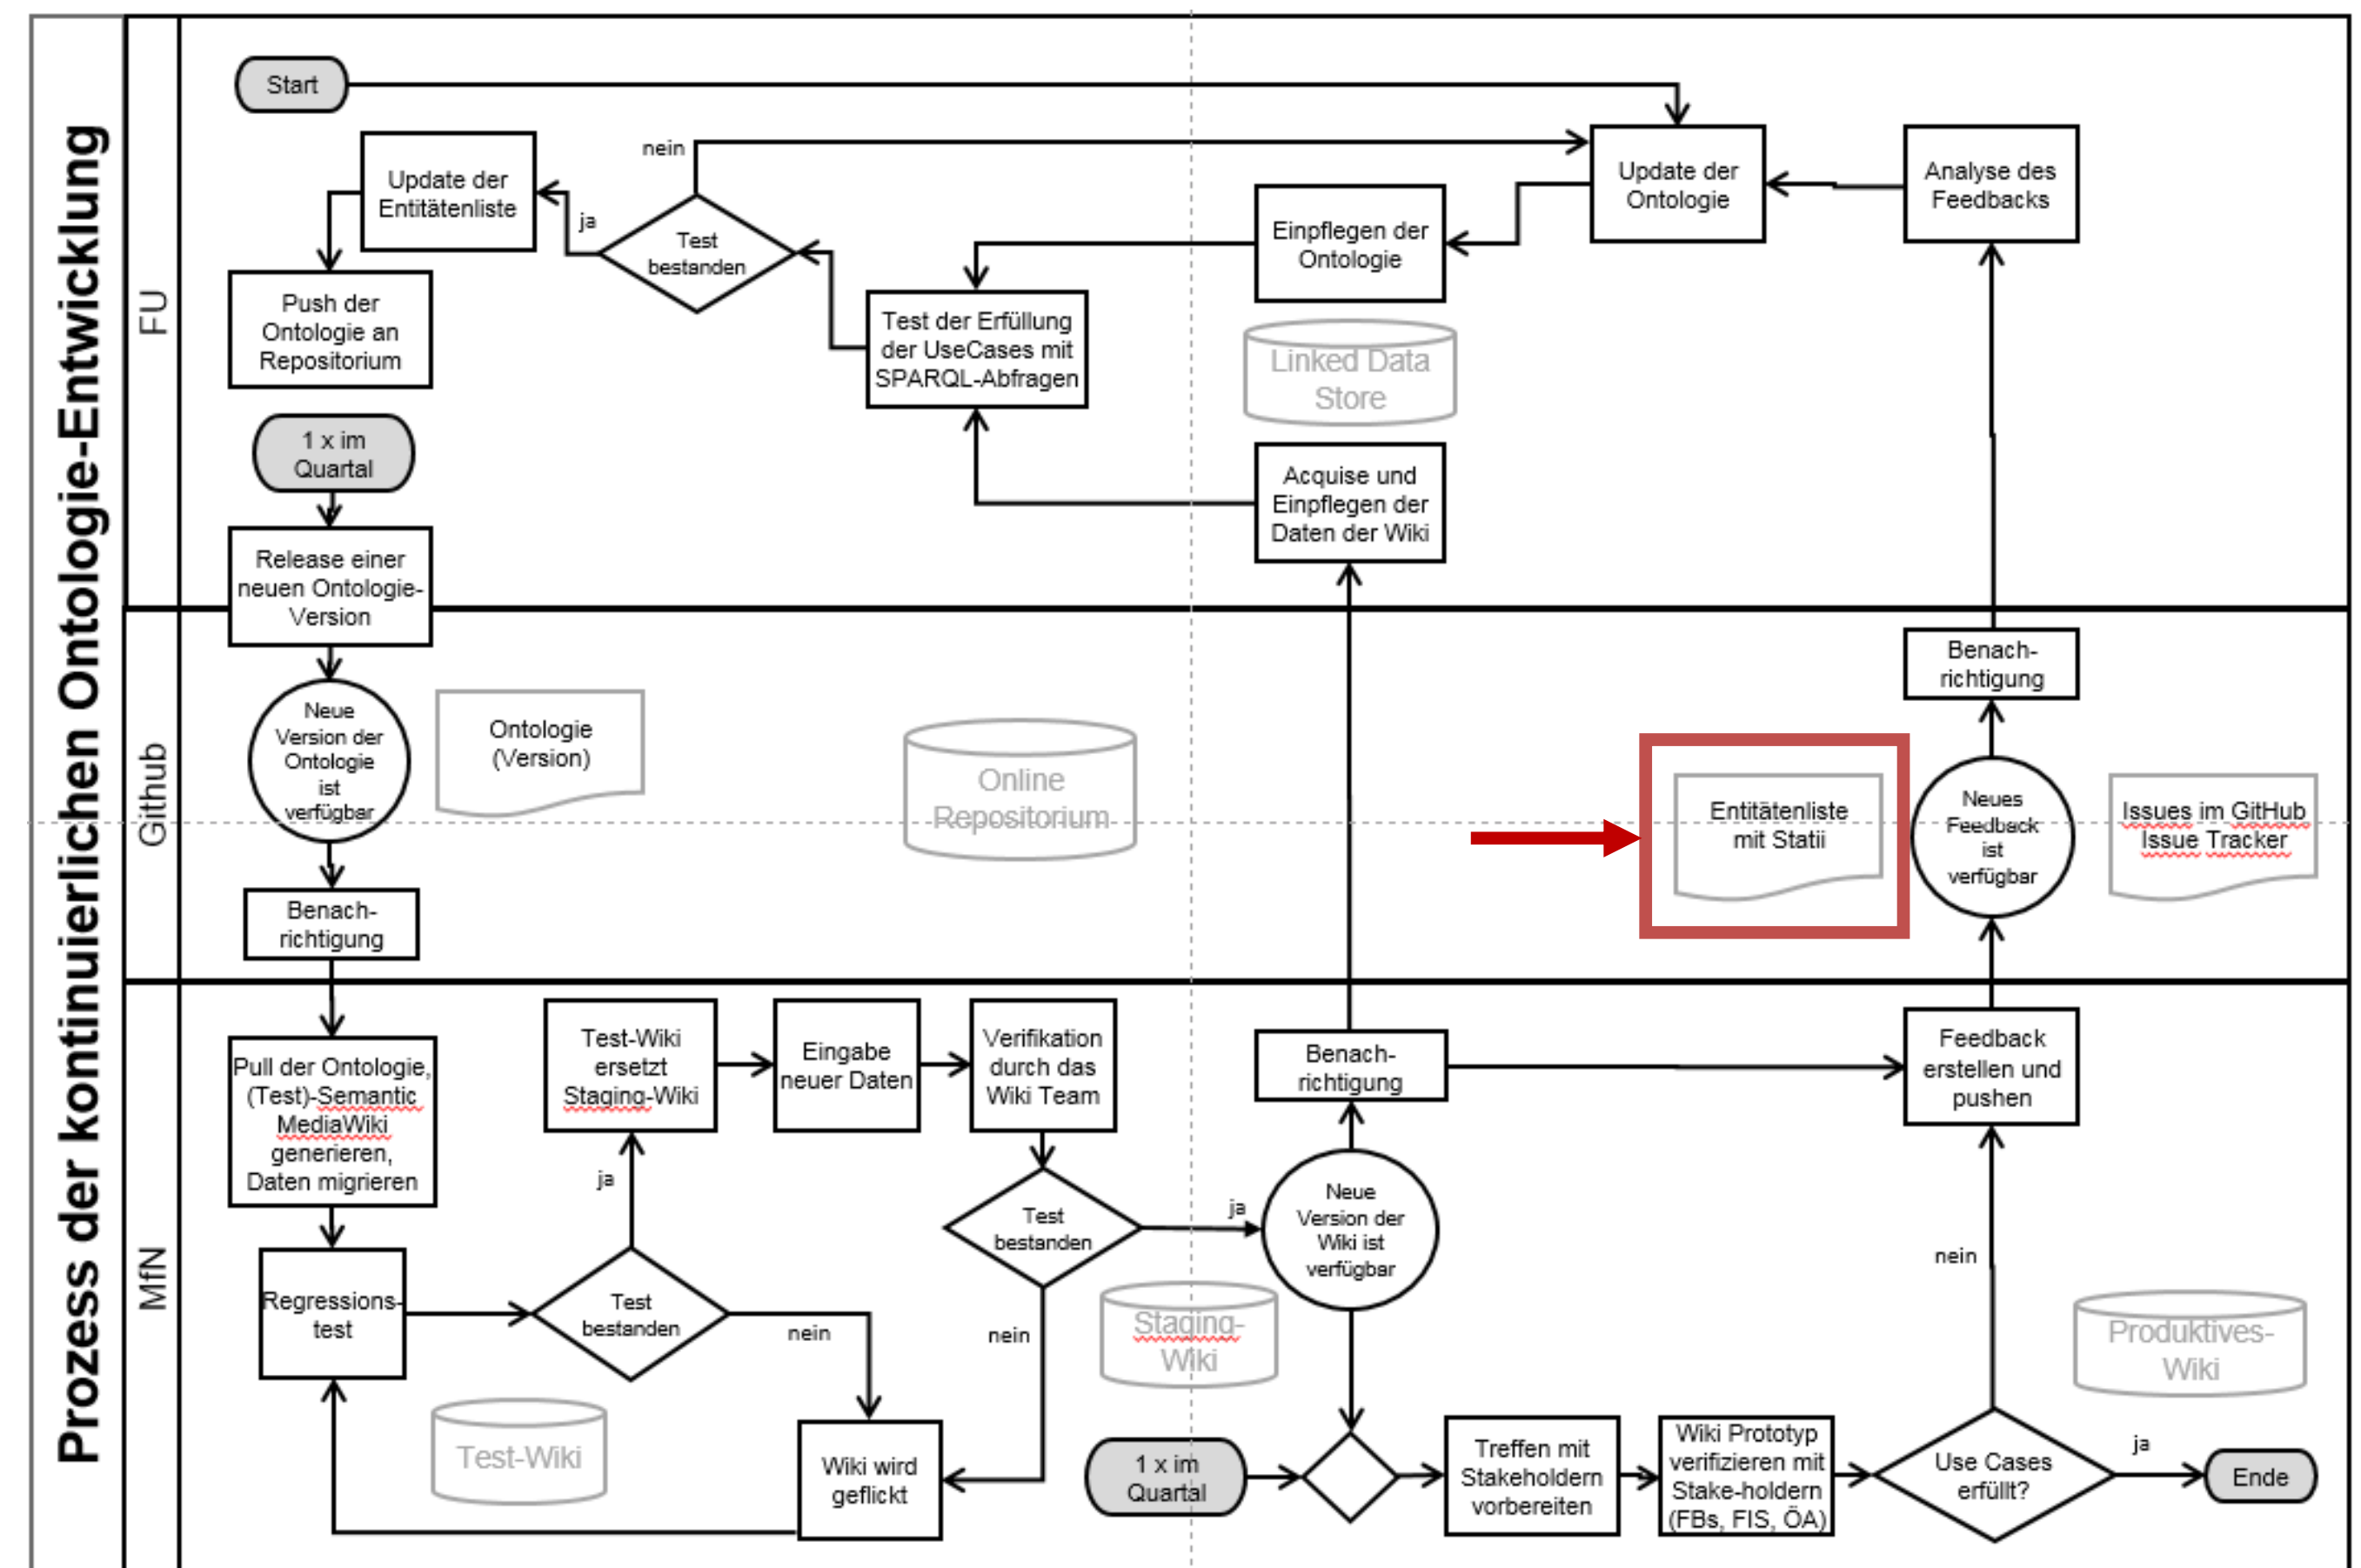 Prozess der kontinuierlichen Ontologie-Entwicklung
FU
Start
nein
Update der
Entitätenliste
ja
Test
bestanden
Update der
Ontologie
Analyse des
Feedbacks
Einpflegen der
Ontologie
Push der
Ontologie an
Repositorium
Test der Erfüllung
der UseCases mit
SPARQL-Abfragen
Linked Data
Store
1 x im
Quartal
Acquise und
Einpflegen der
Daten der Wiki
Release einer
neuen Ontologie-
Version
Github
Neue
Version der
Ontologie
ist
verfügbar
Ontologie
(Version)
Online
Repositorium
Benach-
richtigung
Entitätenliste
mit Statii
Neues
Feedback
ist
verfügbar
Issues im GitHub
Issue Tracker
Benach-
richtigung
MfN
Pull der Ontologie,
(Test)-Semantic
MediaWiki
generieren,
Daten migrieren
Test-Wiki
ersetzt
Staging-Wiki
Eingabe
neuer Daten
Verifikation
durch das
Wiki Team
Benach-
richtigung
Feedback
erstellen und
pushen
ja
Test
bestanden
ja
Neue
Version der
Wiki ist
verfügbar
nein
Regressions-
test
Test
bestanden
nein
nein
Staging-
Wiki
Produktives-
Wiki
Test-Wiki
Wiki wird
geflickt
1 x im
Quartal
Treffen mit
Stakeholdern
vorbereiten
Wiki Prototyp
verifizieren mit
Stake-holdern
(FBs, FIS, ÖA)
Use Cases
erfüllt?
ja
Ende